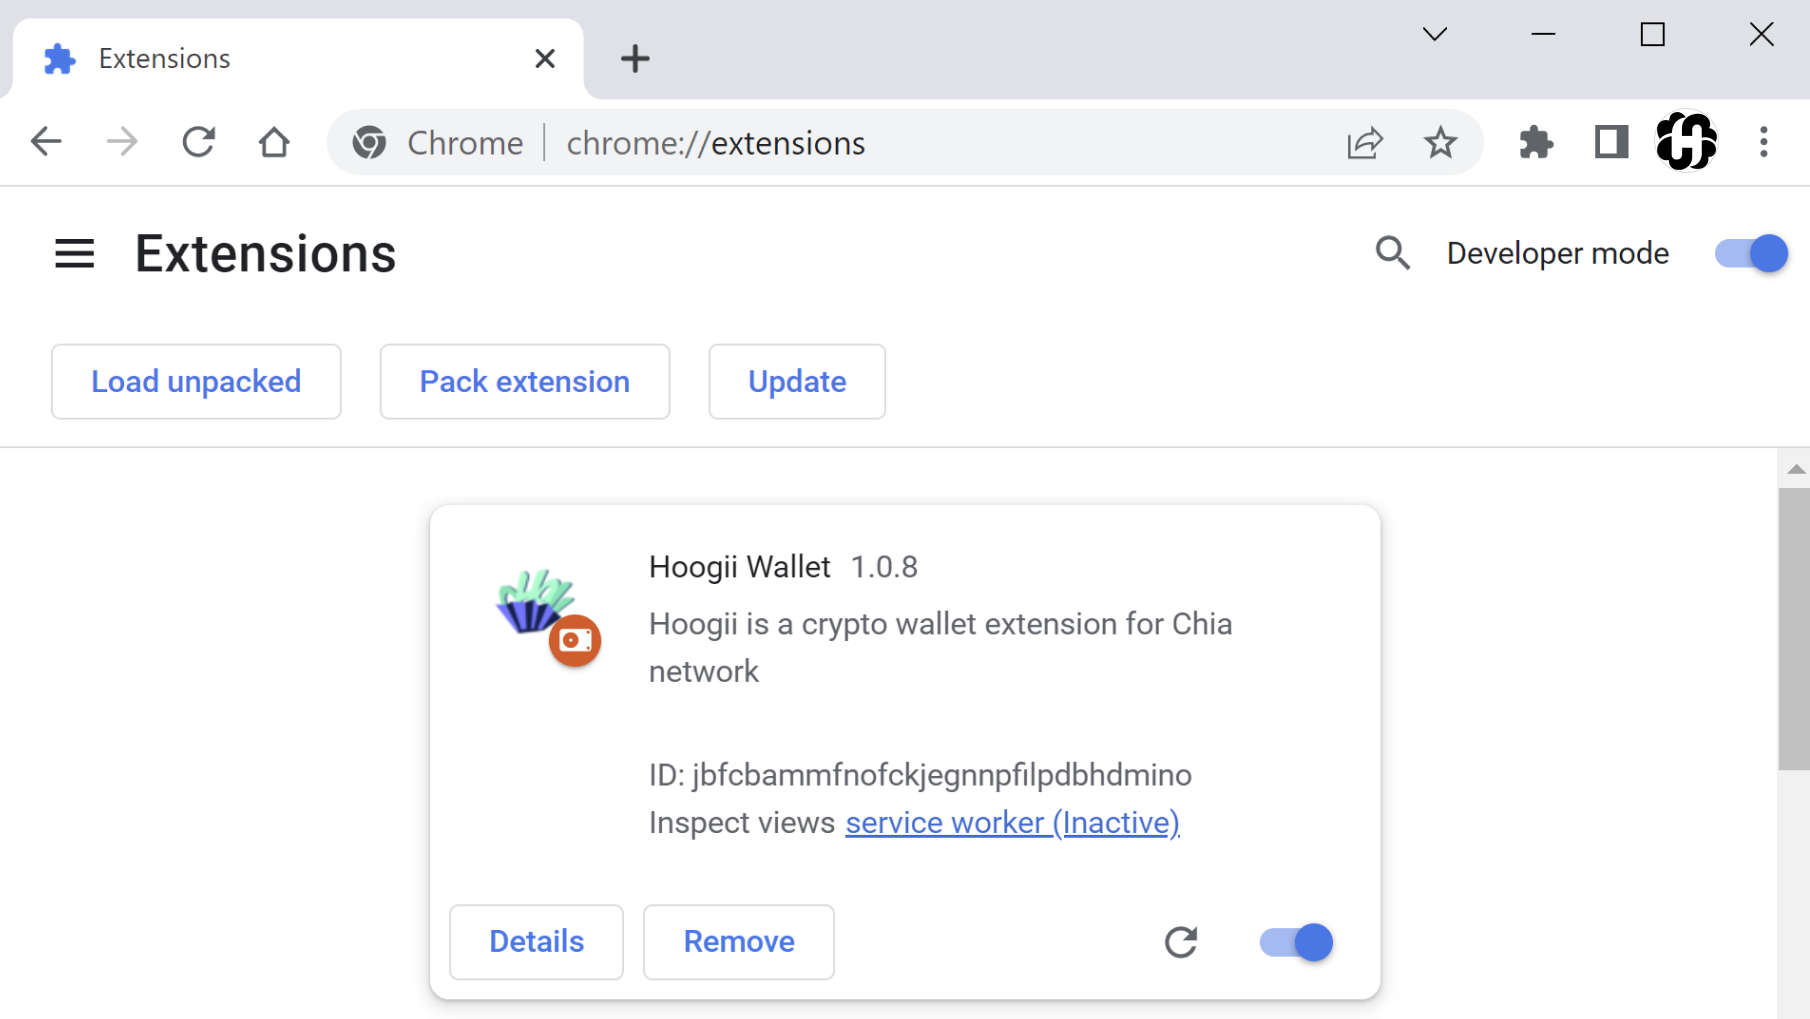 Extensions
Chrome chrome://extensions
Extensions
Developer mode
Load unpacked
Pack extension
Update
Hoogii Wallet 1.0.8
Hoogii is a crypto wallet extension for Chia
network
ID: jbfcbammfnofckjegnnpfilpdbhdmino
Inspect views service worker (Inactive)
Details
Remove